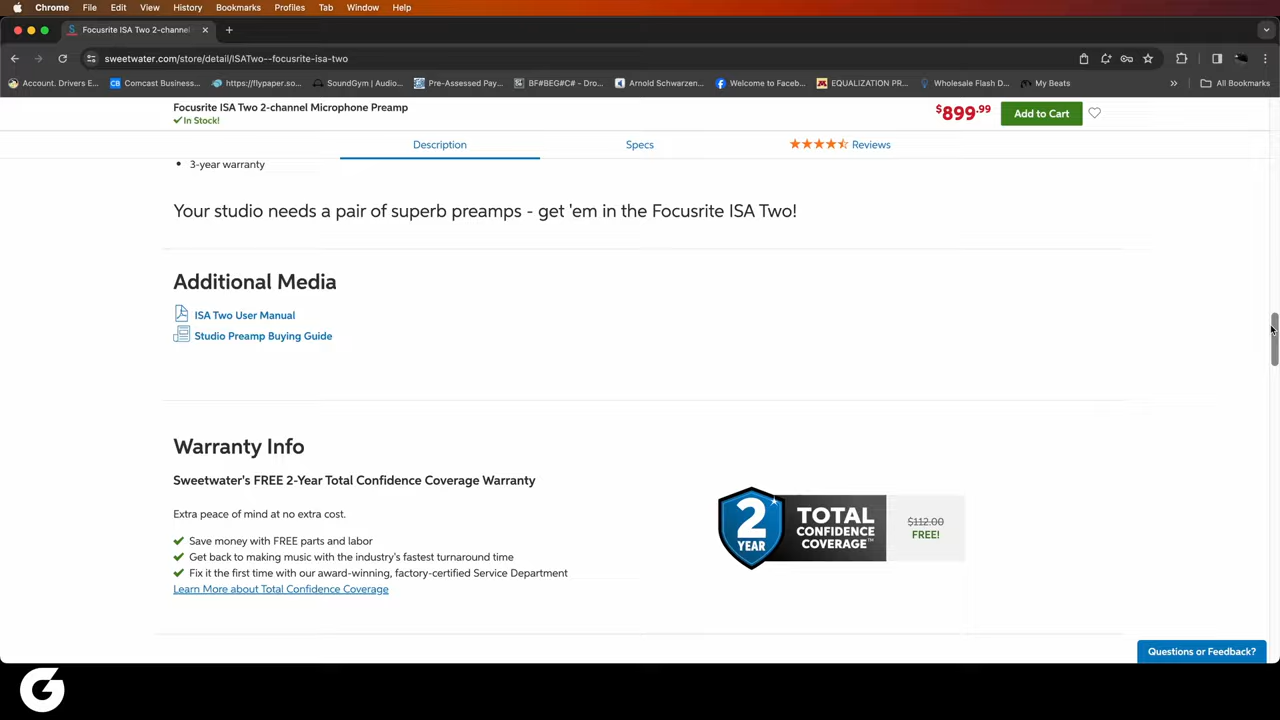 Chrome File Edit View History Bookmarks Profiles Tab Window Help
Focusrite ISA Two 2-channel
sweetwater.com/store/detail/ISATwo--focusrite-isa-two
Account. Drivers E... Comcast Business... https://flypaper.so... SoundGym | Audio... Pre-Assessed Pay... BF#BEG#C# - Dro... Arnold Schwarzen... Welcome to Faceb... EQUALIZATION PR... Wholesale Flash D... My Beats » All Bookmarks
Focusrite ISA Two 2-channel Microphone Preamp
In Stock!
$899.99 Add to Cart
Description Specs Reviews
• 3-year warranty
Your studio needs a pair of superb preamps - get 'em in the Focusrite ISA Two!
Additional Media
ISA Two User Manual
Studio Preamp Buying Guide
Warranty Info
Sweetwater's FREE 2-Year Total Confidence Coverage Warranty
Extra peace of mind at no extra cost.
Save money with FREE parts and labor
Get back to making music with the industry's fastest turnaround time
Fix it the first time with our award-winning, factory-certified Service Department
Learn More about Total Confidence Coverage
2
YEAR
TOTAL
CONFIDENCE
COVERAGE™
$112.00
FREE!
Questions or Feedback?
G